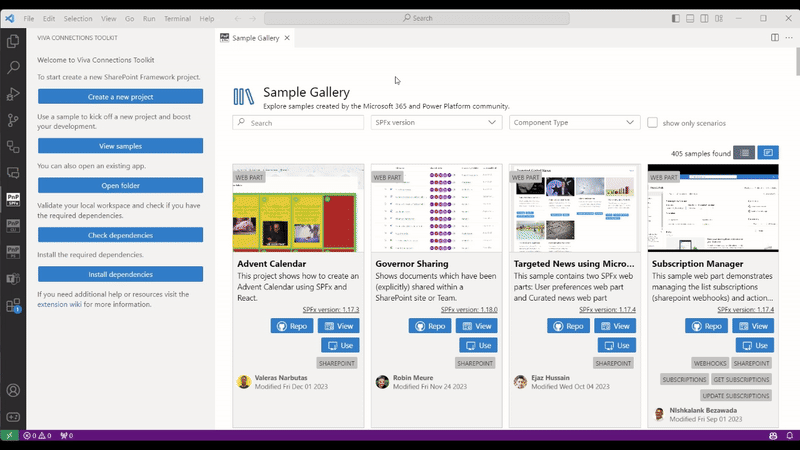 File Edit Selection View Go Run Terminal Help
Search
VIVA CONNECTIONS TOOLKIT
Welcome to Viva Connections Toolkit
To start create a new SharePoint Framework project.
Create a new project
Use a sample to kick off a new project and boost
your development.
View samples
You can also open an existing app.
Open folder
Validate your local workspace and check if you have
the required dependencies.
Check dependencies
Install the required dependencies.
Install dependencies
If you need additional help or resources visit the
extension wiki for more information.
Sample Gallery
Sample Gallery
Explore samples created by the Microsoft 365 and Power Platform community.
Search
SPFx version
Component Type
show only scenarios
405 samples found
WEB PART
Advent Calendar
This project shows how to create an
Advent Calendar using SPFx and
React.
SPFx version: 1.17.3
Repo
View
Use
SHAREPOINT
Valeras Narbutas
Modified Fri Dec 01 2023
WEB PART
Governor Sharing
Shows documents which have been
(explicitly) shared within a
SharePoint site or Team.
SPFx version: 1.18.0
Repo
View
Use
SHAREPOINT
Robin Meure
Modified Fri Nov 24 2023
WEB PART
Targeted News using Micro...
This sample contains two SPFx web
parts: User preferences web part
and Curated news web part
SPFx version: 1.17.4
Repo
View
Use
SHAREPOINT
Ejaz Hussain
Modified Wed Oct 04 2023
WEB PART
Subscription Manager
This sample web part demonstrates
managing the list subscriptions
(sharepoint webhooks) and action...
SPFx version: 1.17.4
Repo
View
Use
WEBHOOKS SHAREPOINT
SUBSCRIPTIONS GET SUBSCRIPTIONS
UPDATE SUBSCRIPTIONS
Nishkalank Bezawada
Modified Fri Sep 01 2023
0 0 0